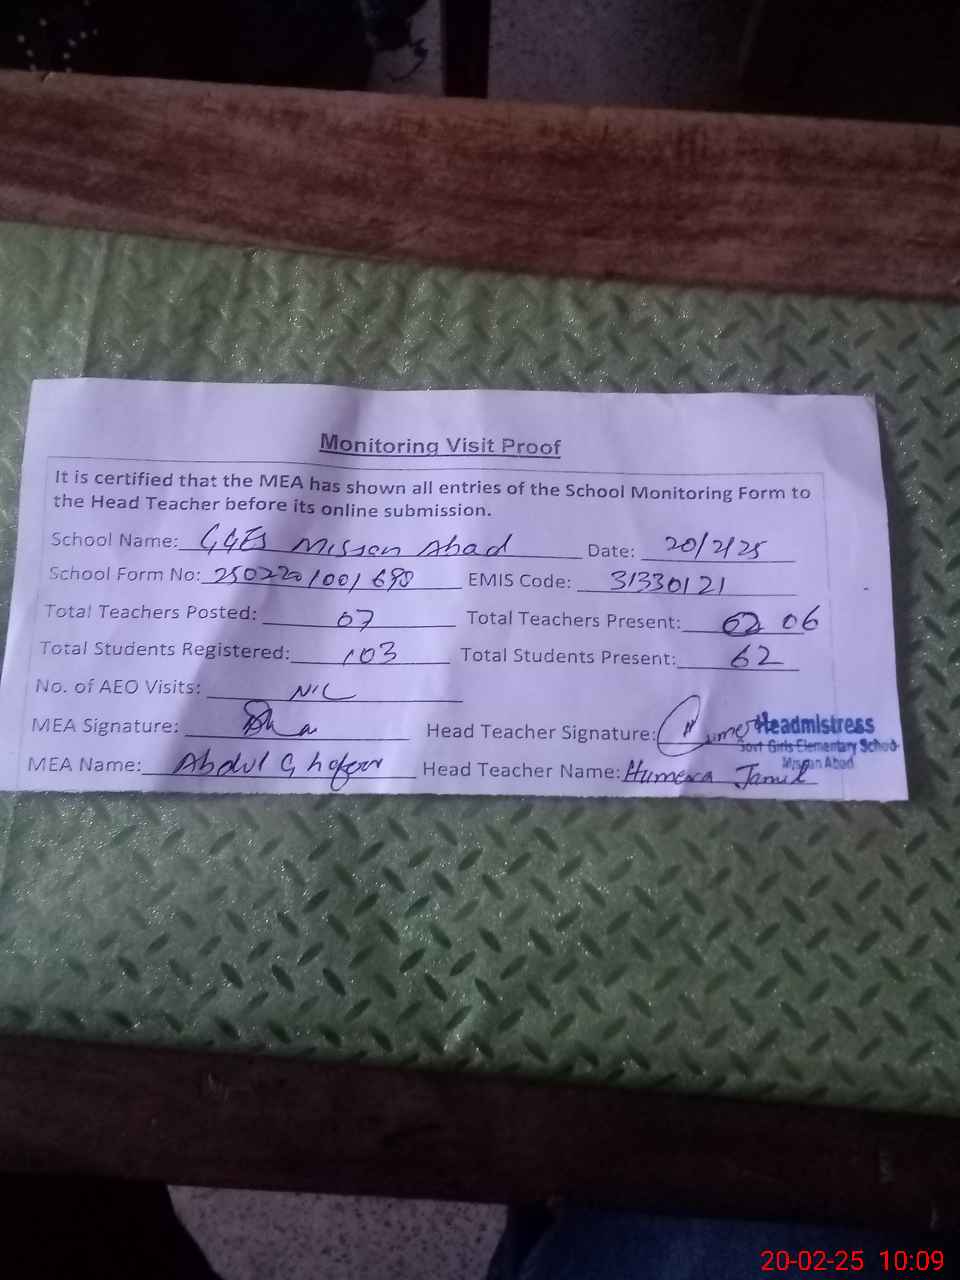 Monitoring Visit Proof
It is certified that the MEA has shown all entries of the School Monitoring Form to
the Head Teacher before its online submission.
School Name: GGES Missan Abad Date: 20/2/25
School Form No: EMIS Code: 31330121
Total Teachers Posted: 07 Total Teachers Present: 06
Total Students Registered: 103 Total Students Present: 62
No. of AEO Visits: NIL
MEA Signature: Head Teacher Signature: Headmistress
Govt Girls Elementary School
Missan Abad
MEA Name: Abdul Ghafoor Head Teacher Name: Humera Jamil
20-02-25 10:09